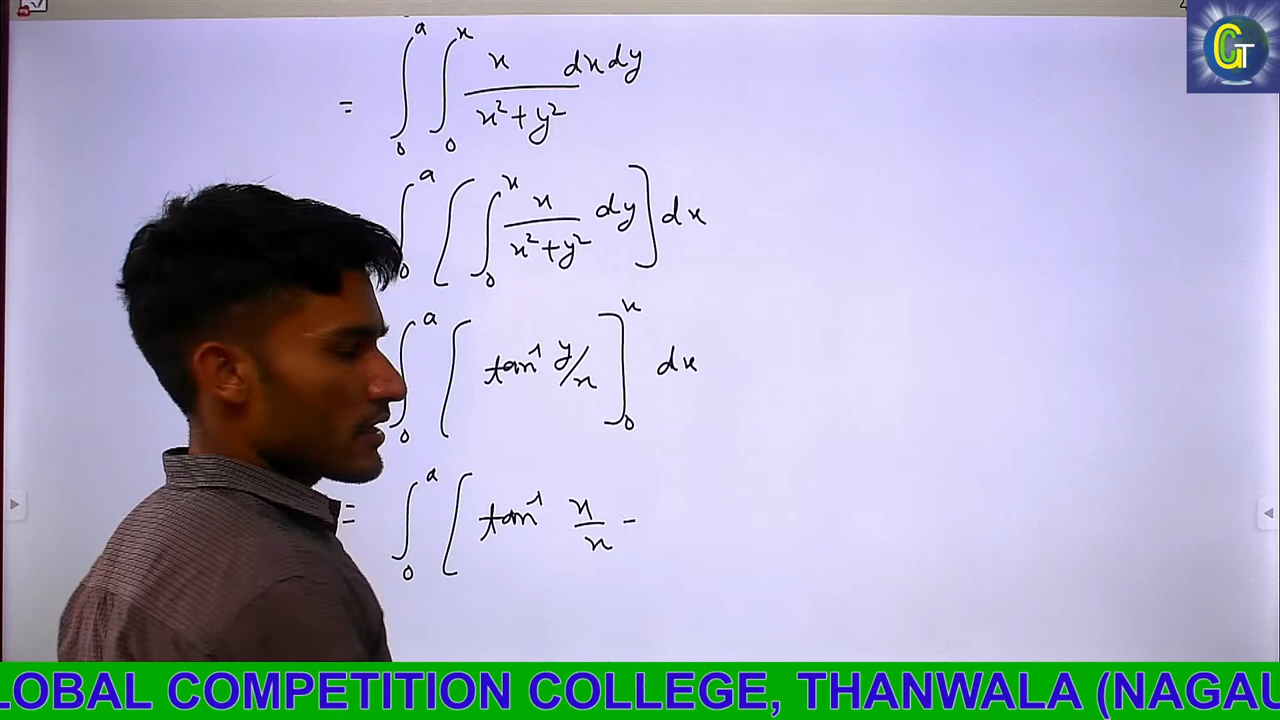 = ∫₀ᵃ ∫₀ˣ x/(x²+y²) dx dy
∫₀ᵃ [ ∫₀ˣ x/(x²+y²) dy ] dx
∫₀ᵃ [ tan⁻¹ y/x ]₀ˣ dx
= ∫₀ᵃ [ tan⁻¹ x/x -
GT
LOBAL COMPETITION COLLEGE, THANWALA (NAGAU